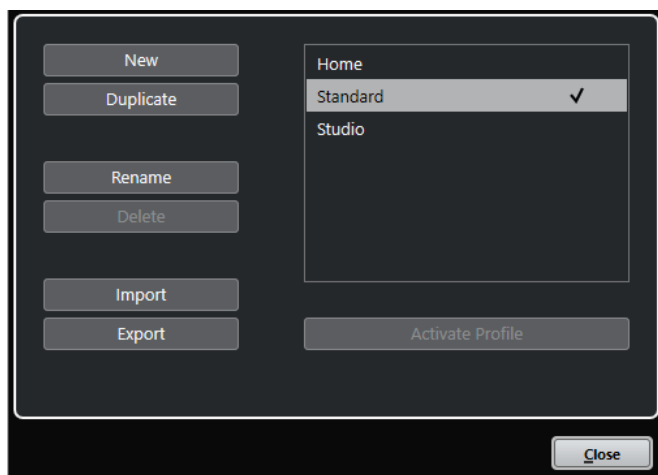 New
Duplicate
Rename
Delete
Import
Export
Home
Standard
Studio
Activate Profile
Close